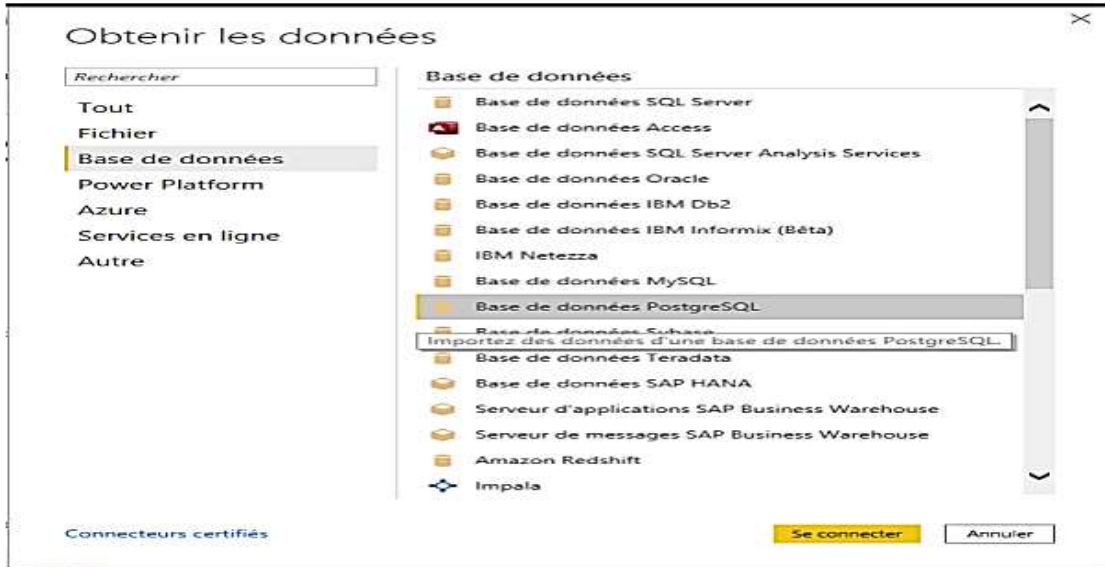 Obtenir les données
Rechercher
Tout
Fichier
Base de données
Power Platform
Azure
Services en ligne
Autre
Base de données
Base de données SQL Server
Base de données Access
Base de données SQL Server Analysis Services
Base de données Oracle
Base de données IBM Db2
Base de données IBM Informix (Bêta)
IBM Netezza
Base de données MySQL
Base de données PostgreSQL
Base de données Sybase
Importez des données d'une base de données PostgreSQL.
Base de données Teradata
Base de données SAP HANA
Serveur d'applications SAP Business Warehouse
Serveur de messages SAP Business Warehouse
Amazon Redshift
Impala
Connecteurs certifiés
Se connecter
Annuler